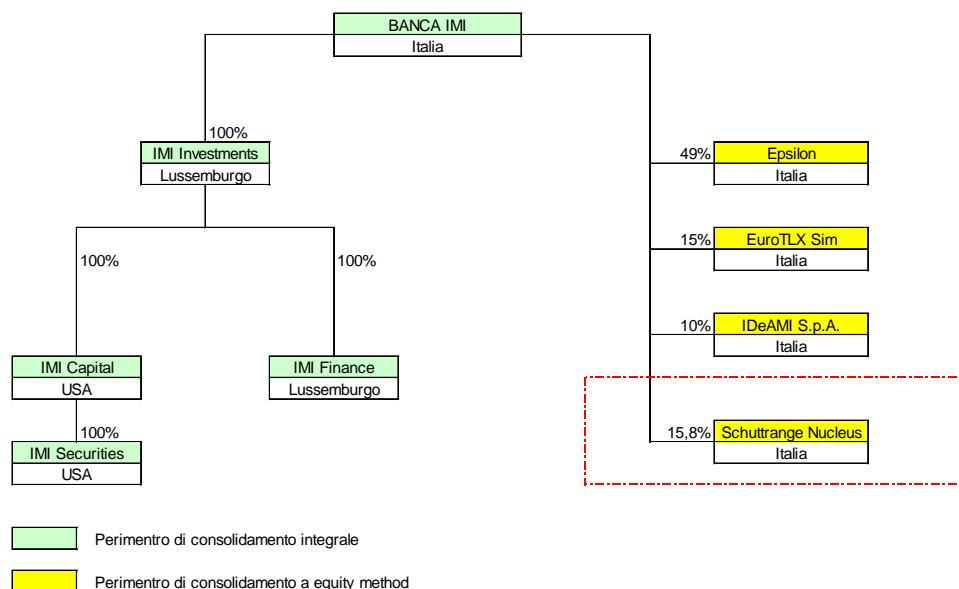 BANCA IMI
Italia
100%
IMI Investments
Lussemburgo
49%
Epsilon
Italia
15%
EuroTLX Sim
Italia
100%
100%
10%
IDeAMI S.p.A.
Italia
IMI Capital
USA
IMI Finance
Lussemburgo
100%
IMI Securities
USA
15,8%
Schuttrange Nucleus
Italia
Perimentro di consolidamento integrale
Perimentro di consolidamento a equity method